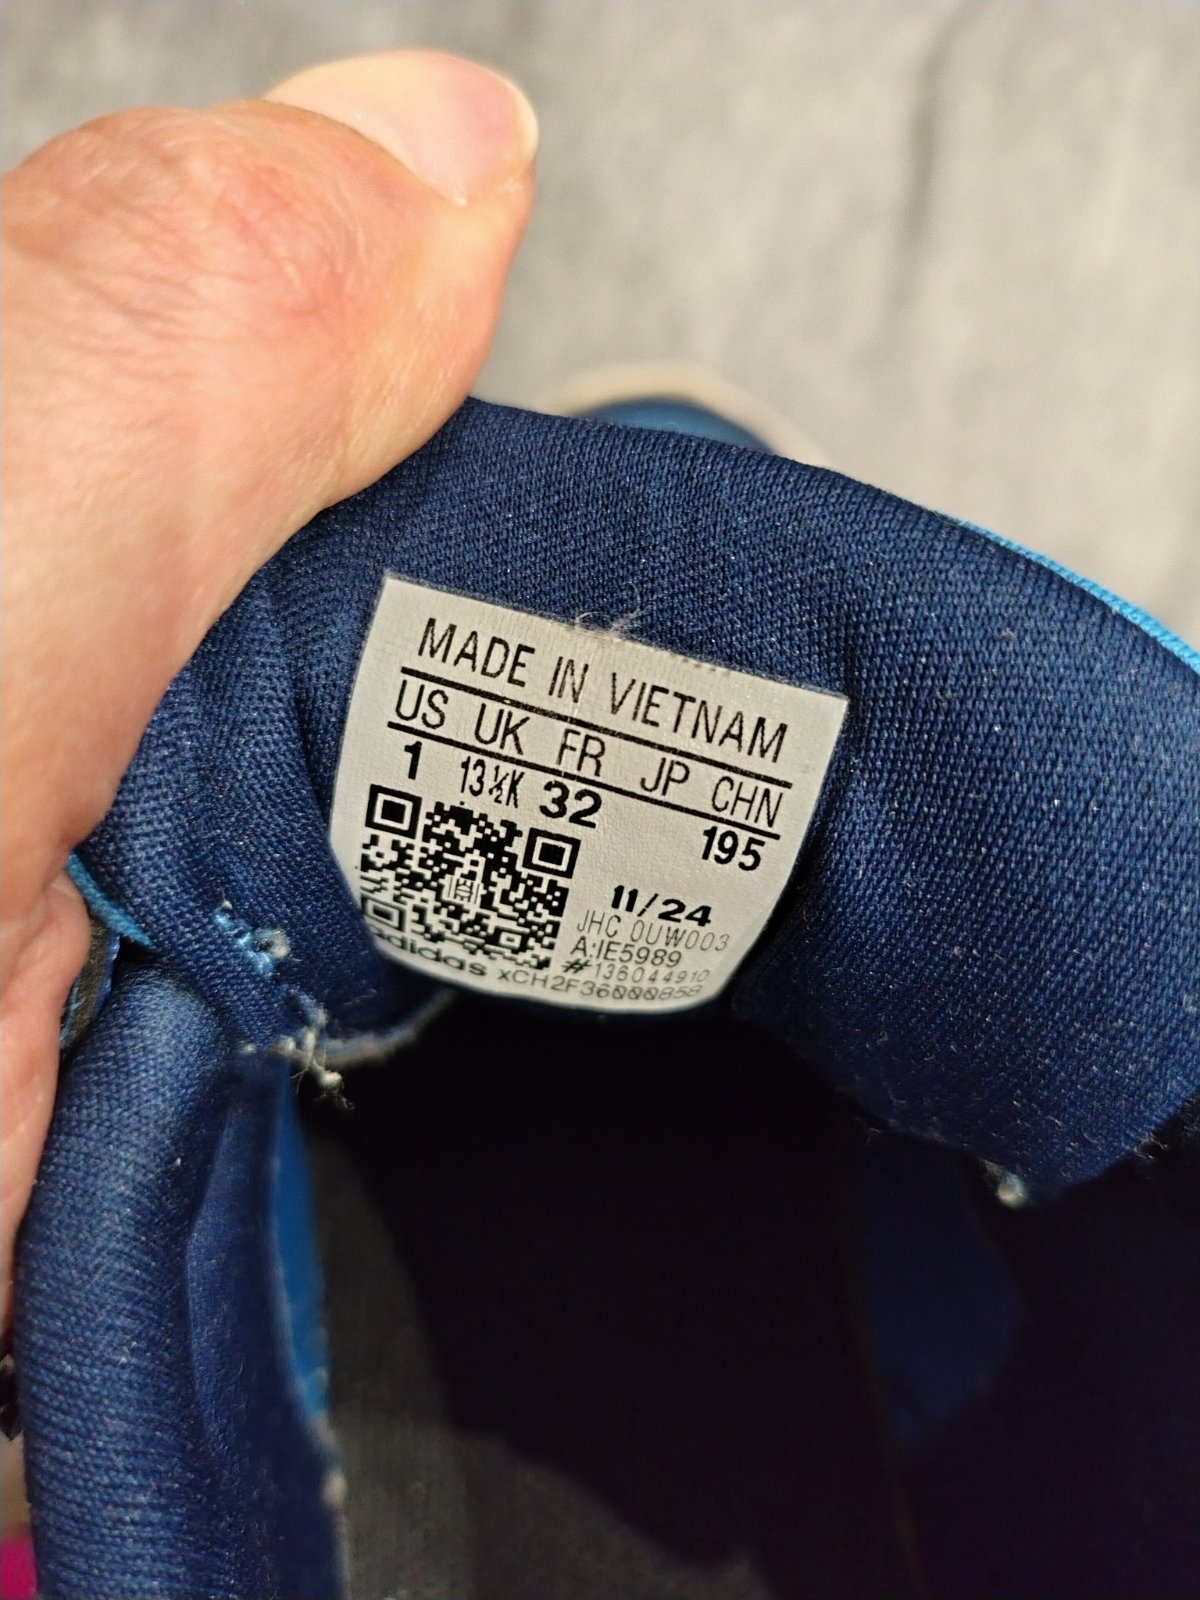 MADE IN VIETNAM
US UK FR JP CHN
1 13½K 32 195
11/24
JHC 0UW003
A:IE5989
#136044910
adidas xCH2F36000858